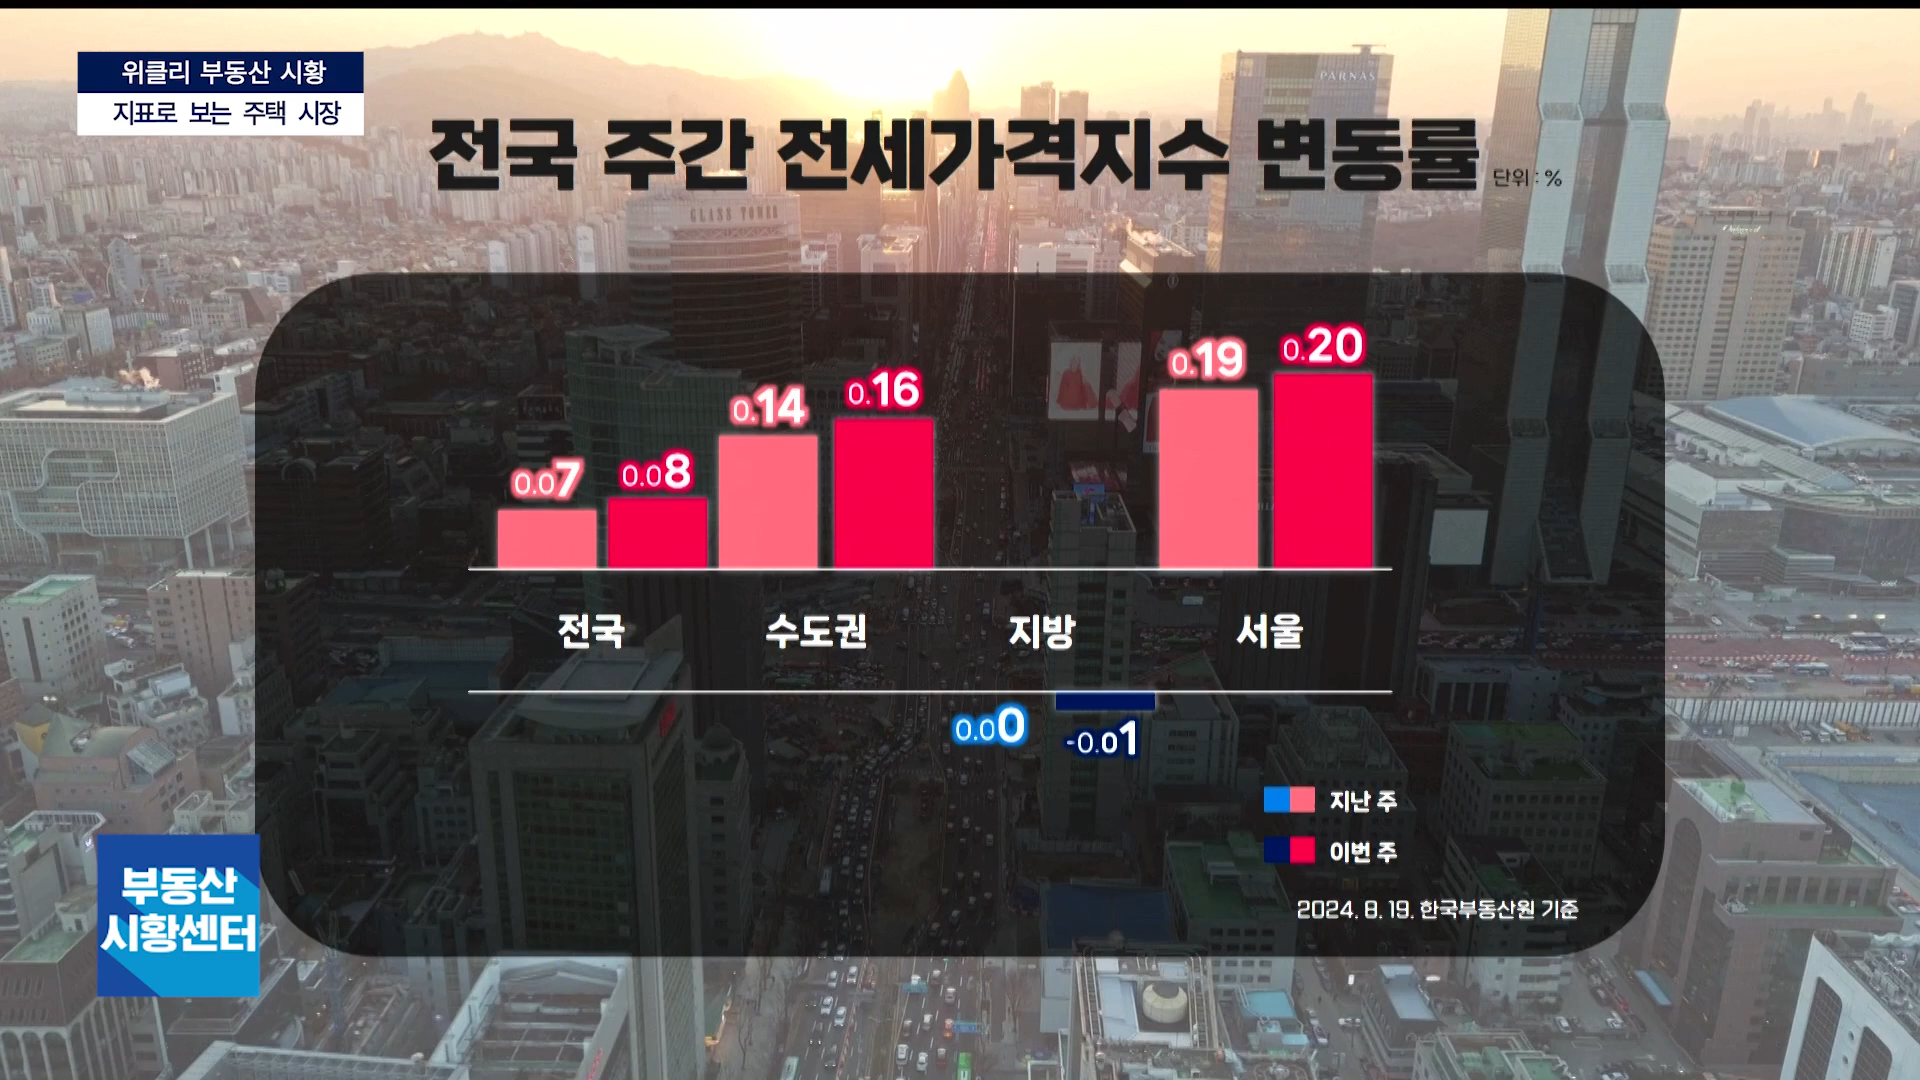 위클리 부동산 시황
지표로 보는 주택 시장
PARNAS
전국 주간 전세가격지수 변동률 단위 : %
GLASS TOWER
0.07
0.08
0.14
0.16
0.19
0.20
전국
수도권
지방
서울
0.00
-0.01
지난 주
이번 주
2024. 8. 19. 한국부동산원 기준
부동산
시황센터